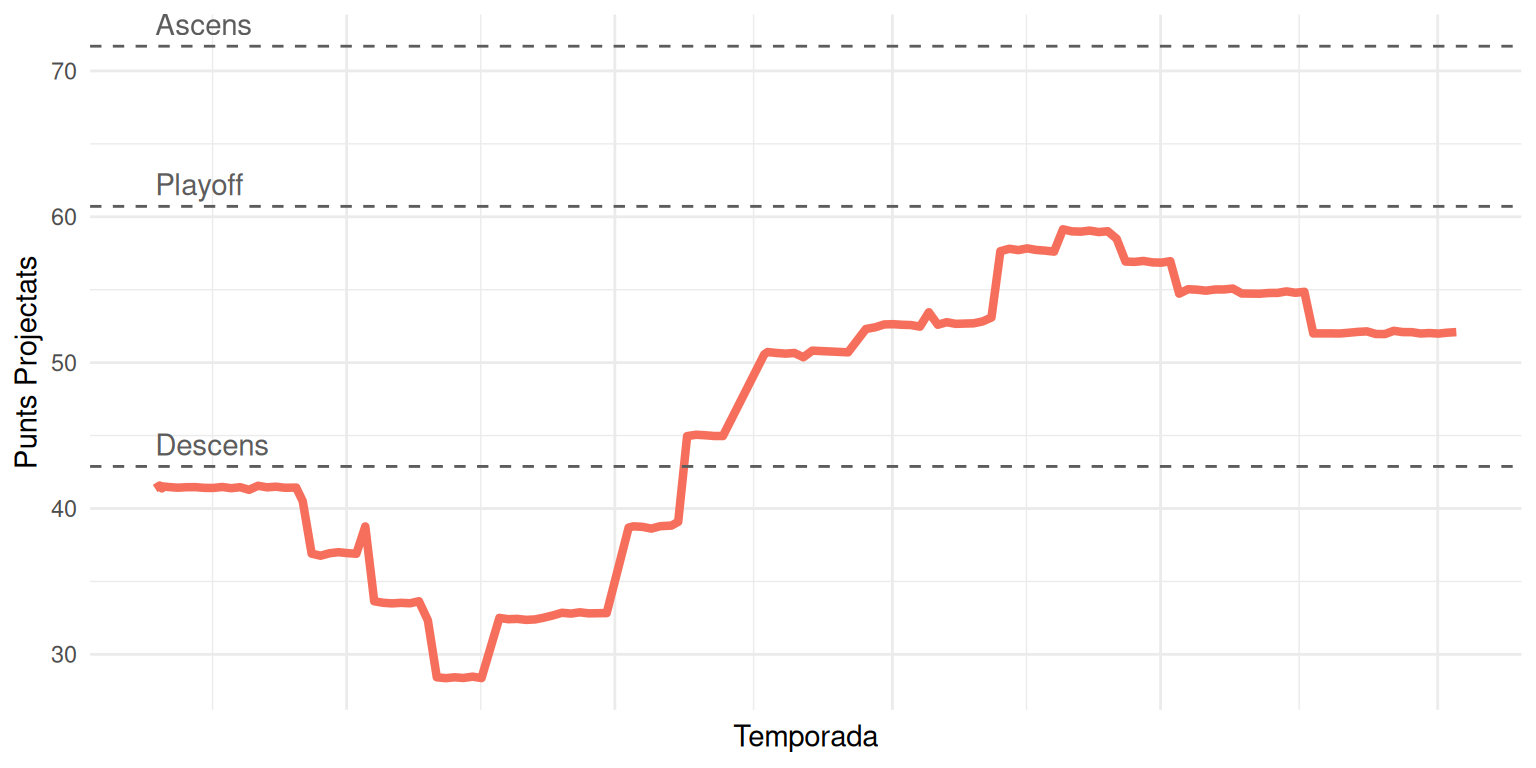 Ascens
70
Playoff
60
Punts Projectats
50
Descens
40
30
Temporada